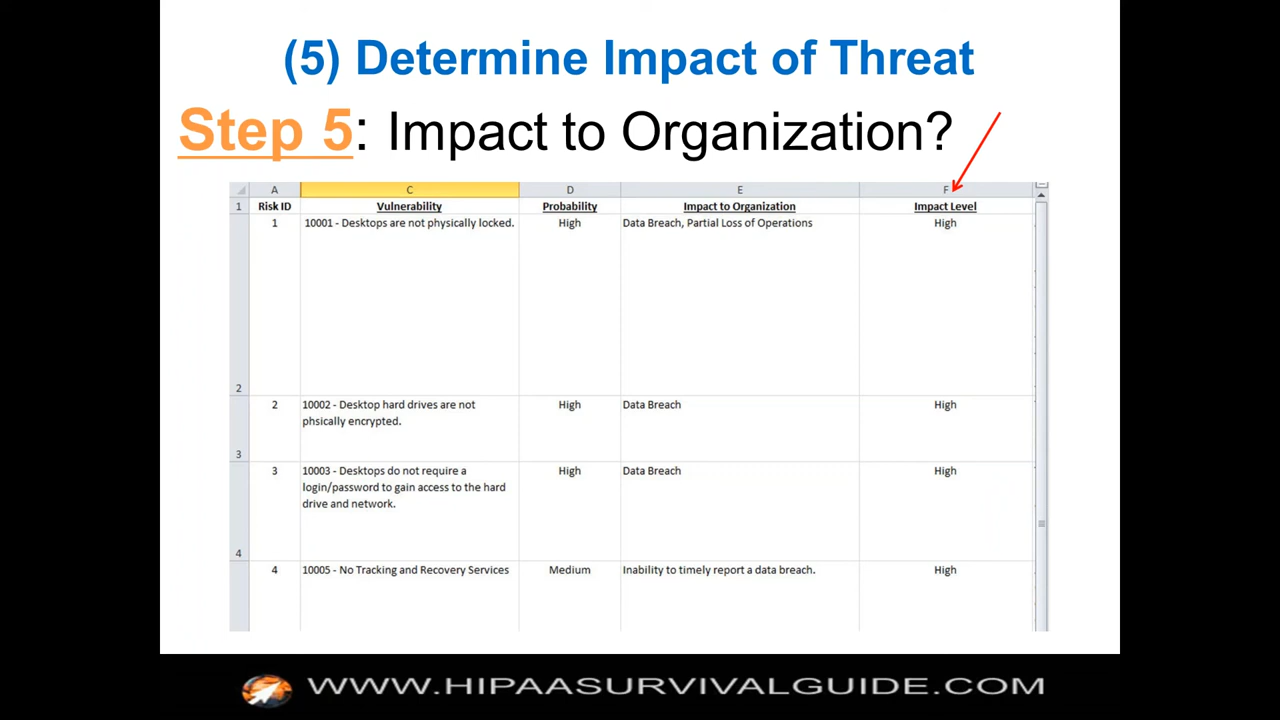 (5) Determine Impact of Threat
Step 5: Impact to Organization?
A C D E F
1 Risk ID Vulnerability Probability Impact to Organization Impact Level
1 10001 - Desktops are not physically locked. High Data Breach, Partial Loss of Operations High
2
2 10002 - Desktop hard drives are not High Data Breach High
phsically encrypted.
3
3 10003 - Desktops do not require a High Data Breach High
login/password to gain access to the hard
drive and network.
4
4 10005 - No Tracking and Recovery Services Medium Inability to timely report a data breach. High
WWW.HIPAASURVIVALGUIDE.COM